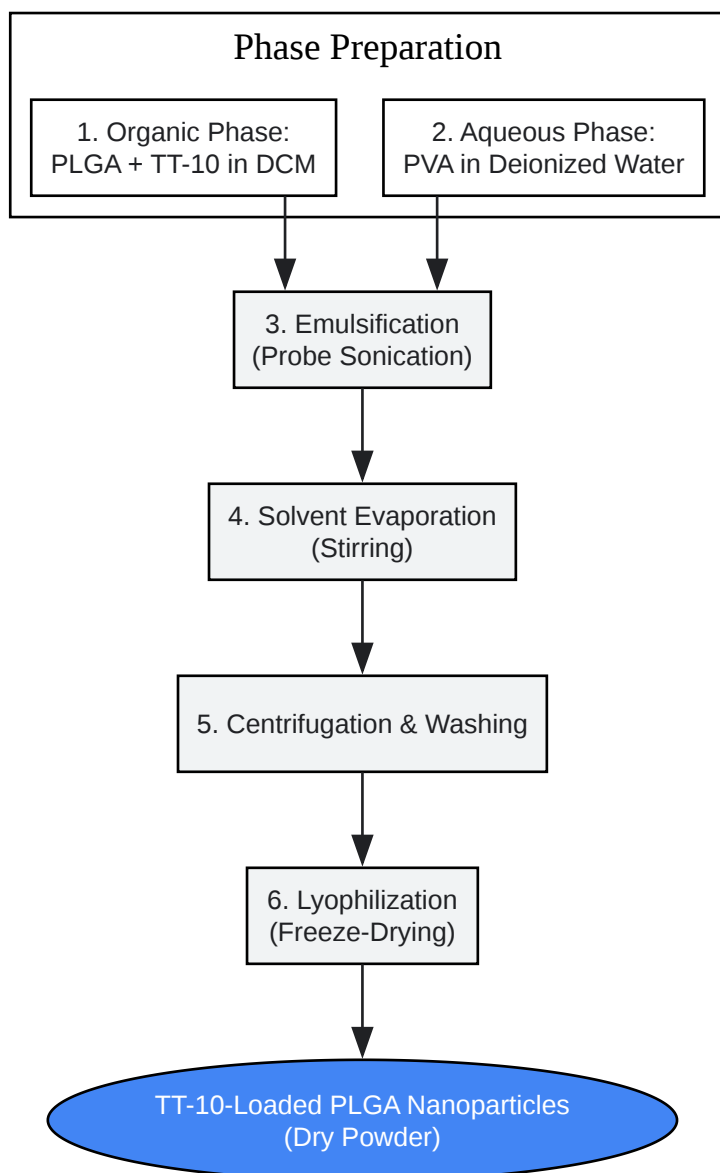 Phase Preparation
1. Organic Phase:
PLGA + TT-10 in DCM
2. Aqueous Phase:
PVA in Deionized Water
3. Emulsification
(Probe Sonication)
4. Solvent Evaporation
(Stirring)
5. Centrifugation & Washing
6. Lyophilization
(Freeze-Drying)
TT-10-Loaded PLGA Nanoparticles
(Dry Powder)